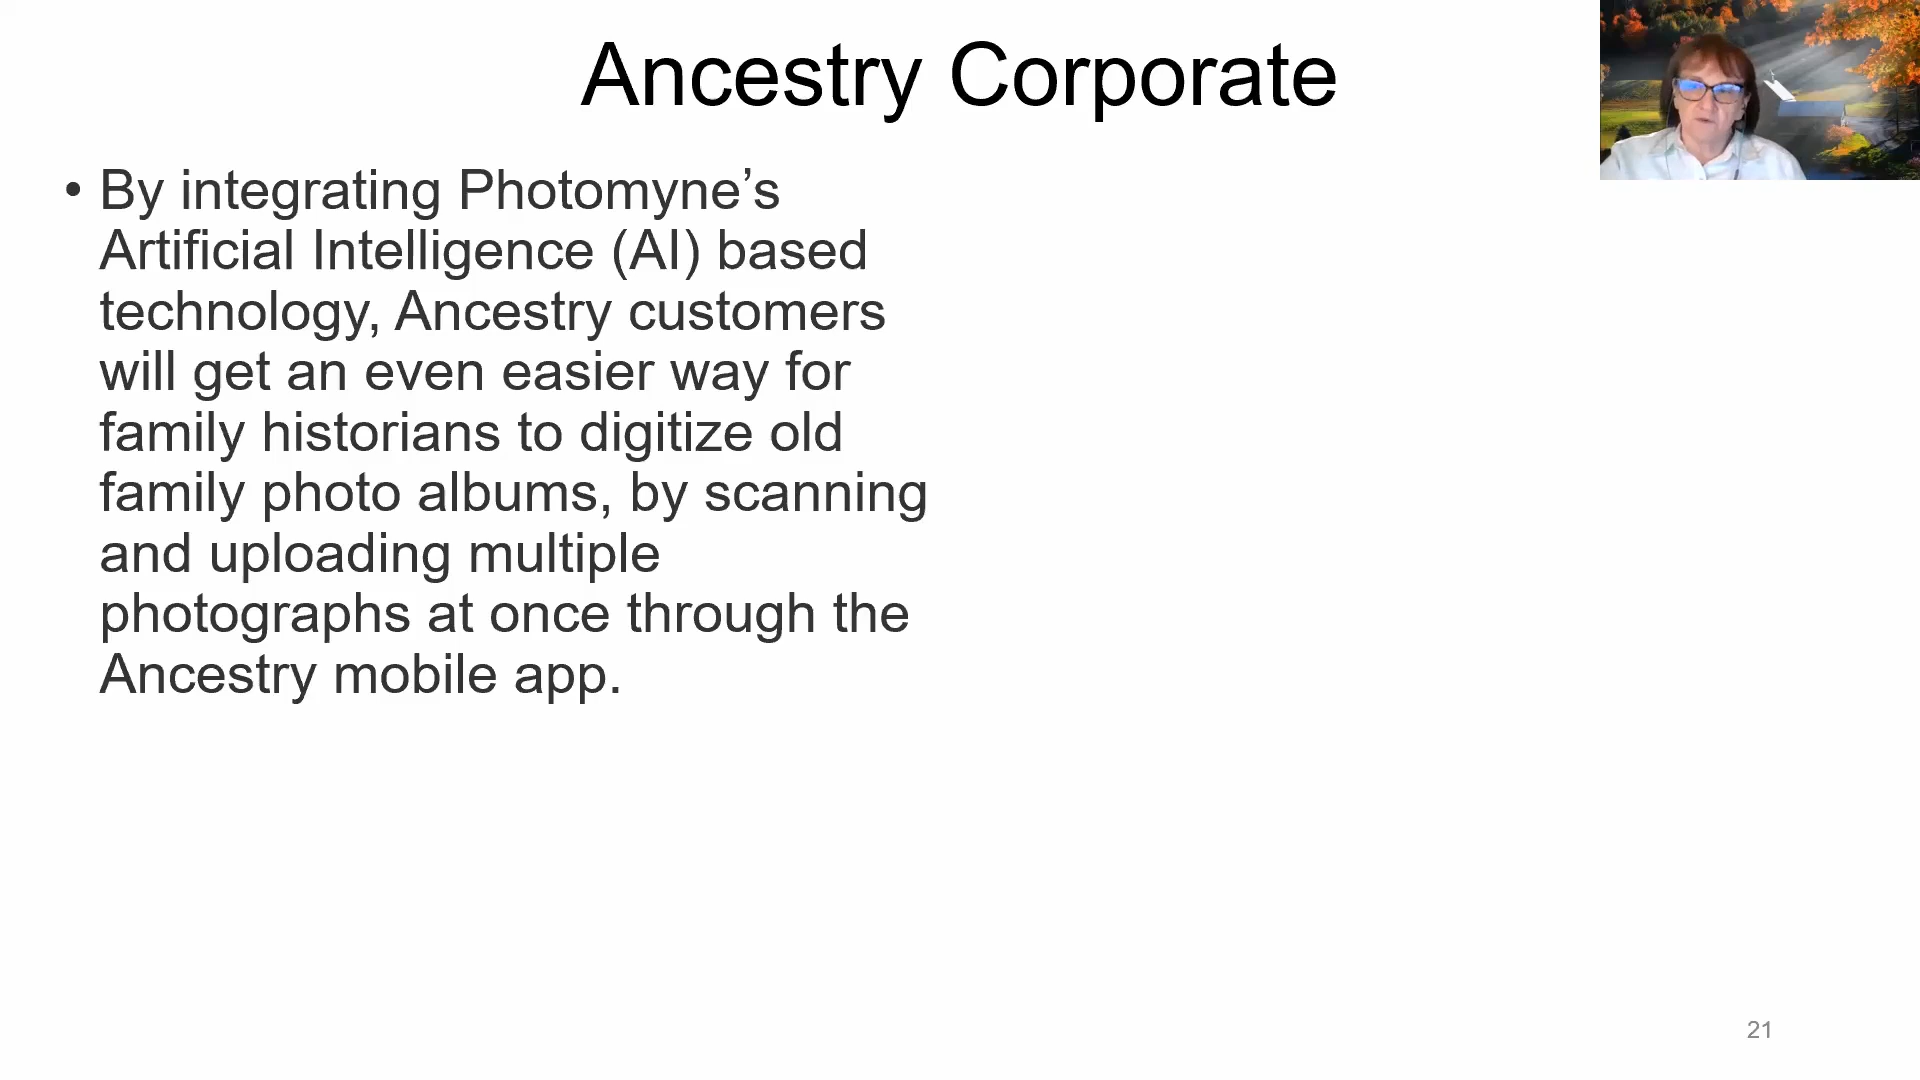 Ancestry Corporate
• By integrating Photomyne’s
Artificial Intelligence (AI) based
technology, Ancestry customers
will get an even easier way for
family historians to digitize old
family photo albums, by scanning
and uploading multiple
photographs at once through the
Ancestry mobile app.
21